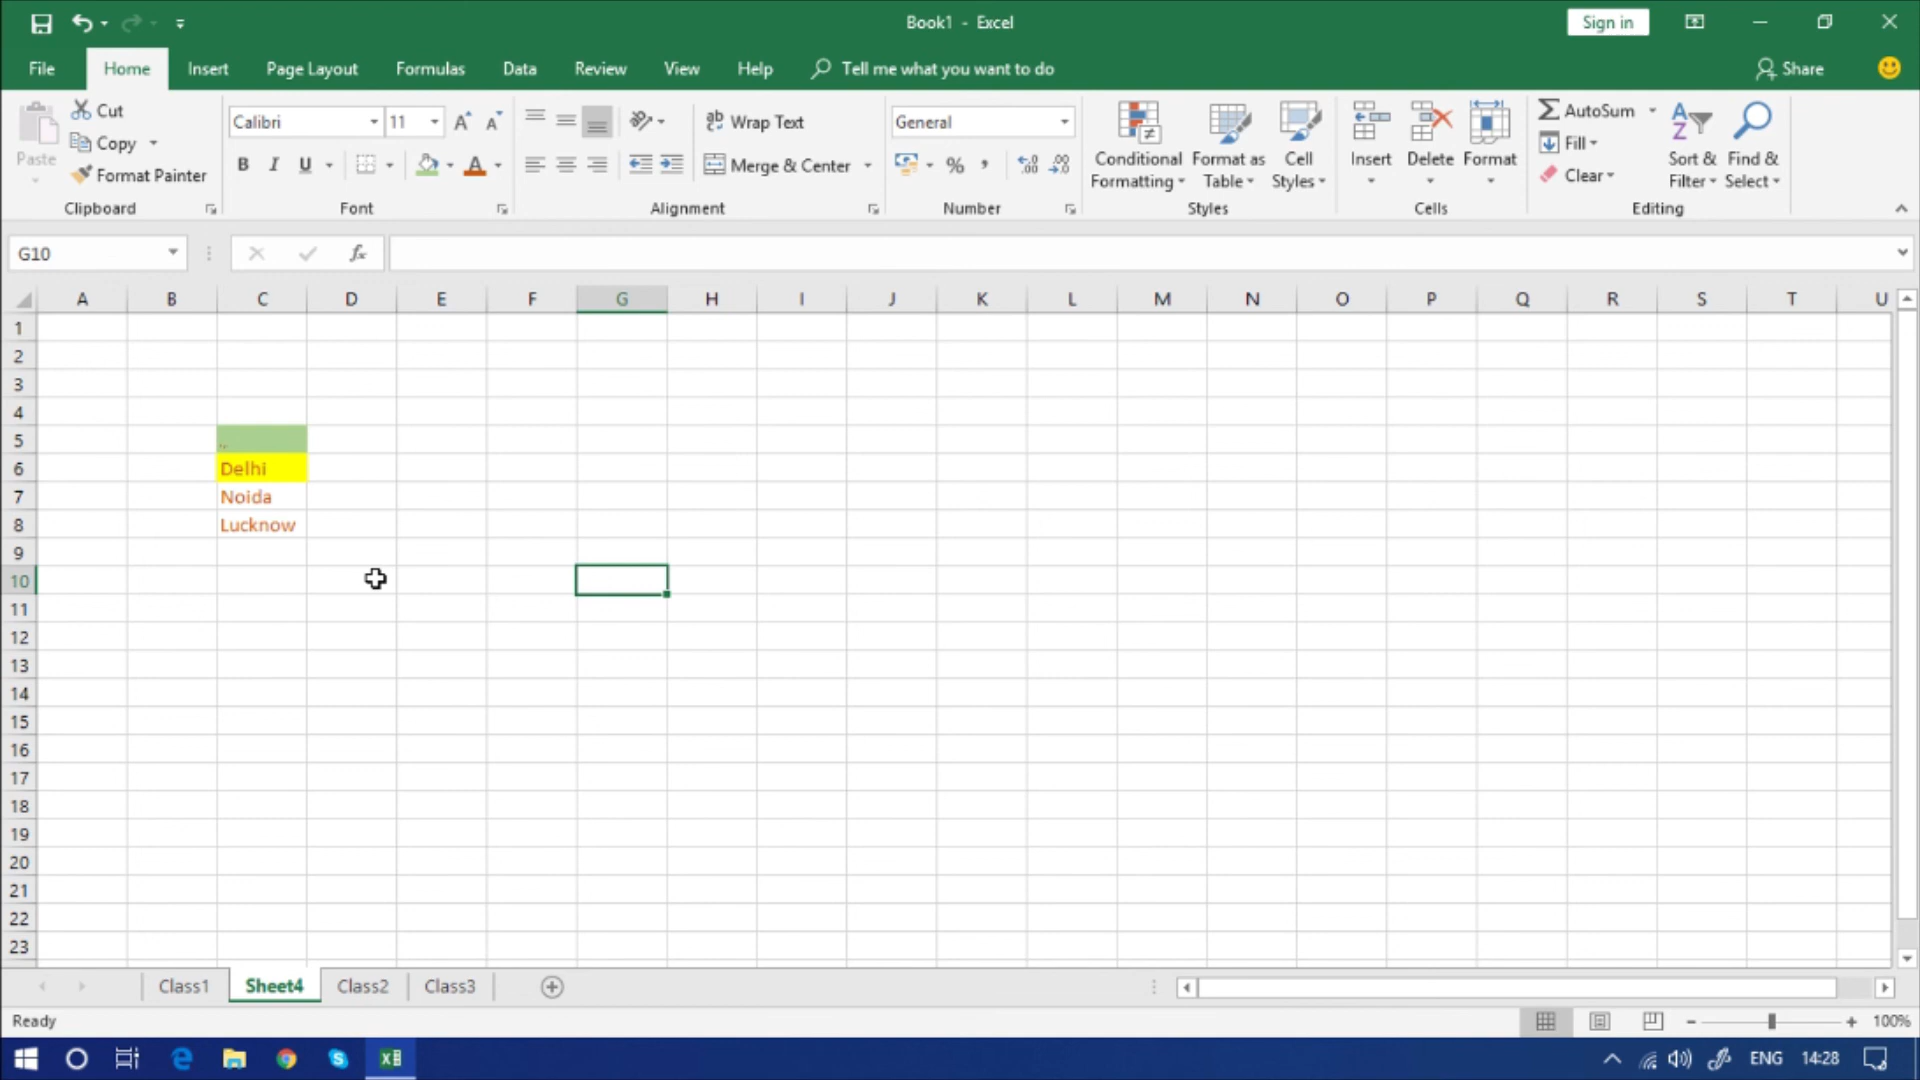 Book1 - Excel
Sign in
File Home Insert Page Layout Formulas Data Review View Help Tell me what you want to do Share
Cut
Copy
Format Painter
Paste
Clipboard
Calibri 11
B I U A
Font
Wrap Text
Merge & Center
Alignment
General
% ,
Number
Conditional Formatting
Format as Table
Cell Styles
Styles
Insert Delete Format
Cells
AutoSum
Fill
Clear
Sort & Filter
Find & Select
Editing
G10 fx
A B C D E F G H I J K L M N O P Q R S T U
1
2
3
4
5 ..
6 Delhi
7 Noida
8 Lucknow
9
10
11
12
13
14
15
16
17
18
19
20
21
22
23
Class1 Sheet4 Class2 Class3
Ready 100%
ENG 14:28